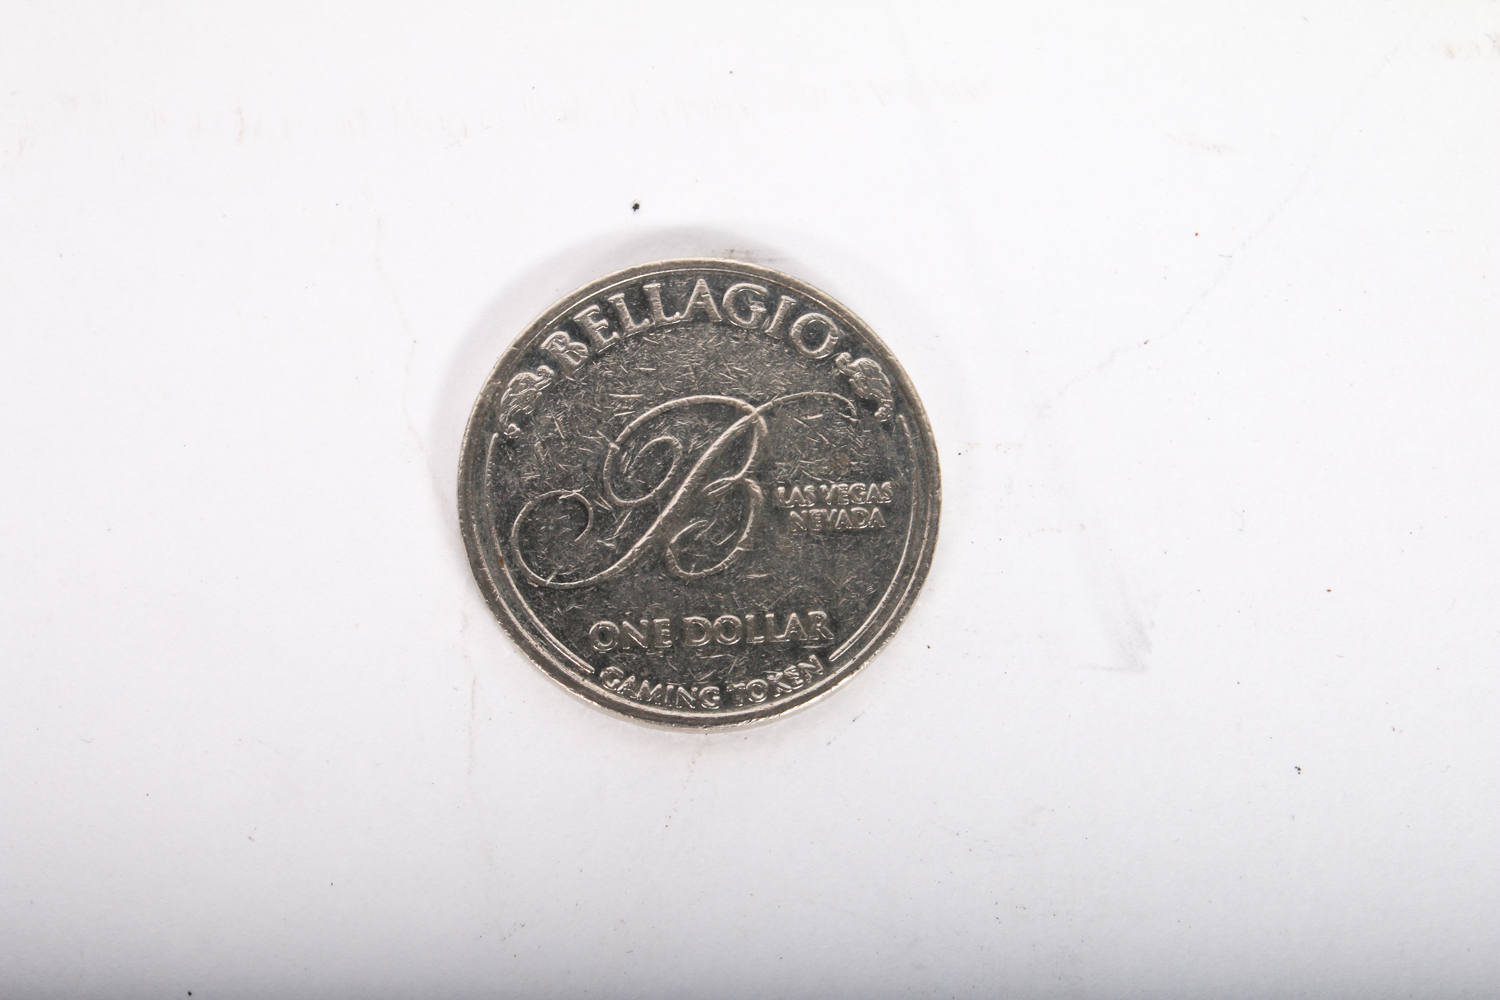 BELLAGIO
B
LAS VEGAS
NEVADA
ONE DOLLAR
GAMING TOKEN